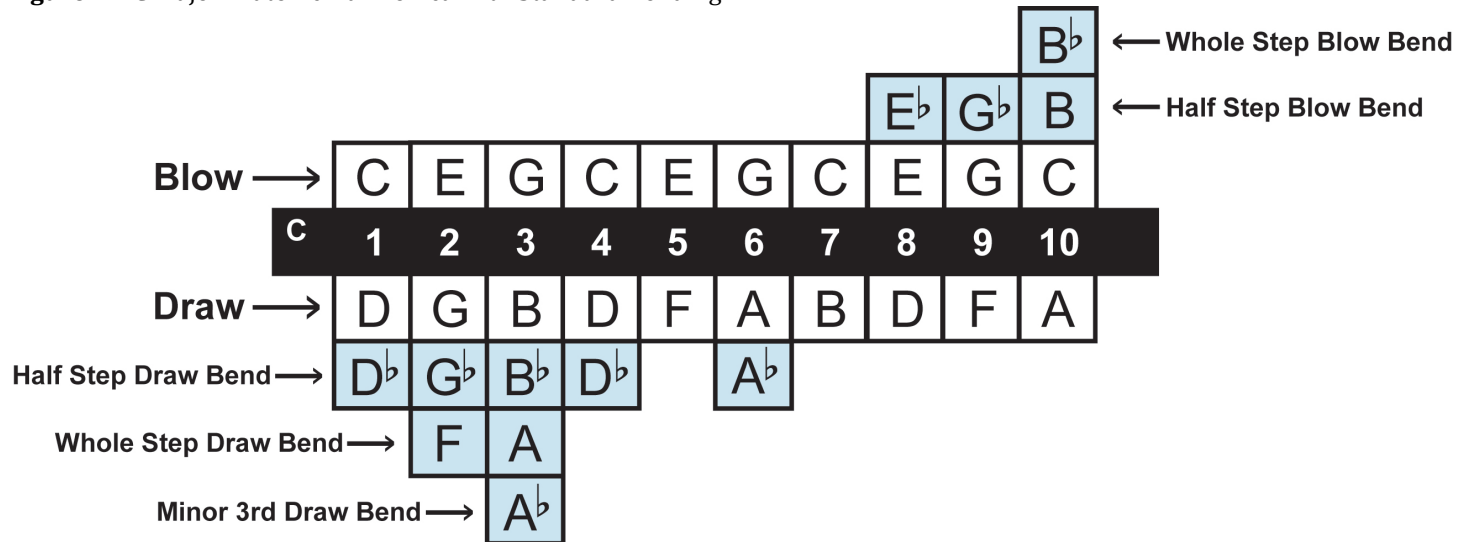 B♭ ← Whole Step Blow Bend
E♭ G♭ B ← Half Step Blow Bend
Blow → C E G C E G C E G C
C 1 2 3 4 5 6 7 8 9 10
Draw → D G B D F A B D F A
Half Step Draw Bend → D♭ G♭ B♭ D♭ A♭
Whole Step Draw Bend → F A
Minor 3rd Draw Bend → A♭